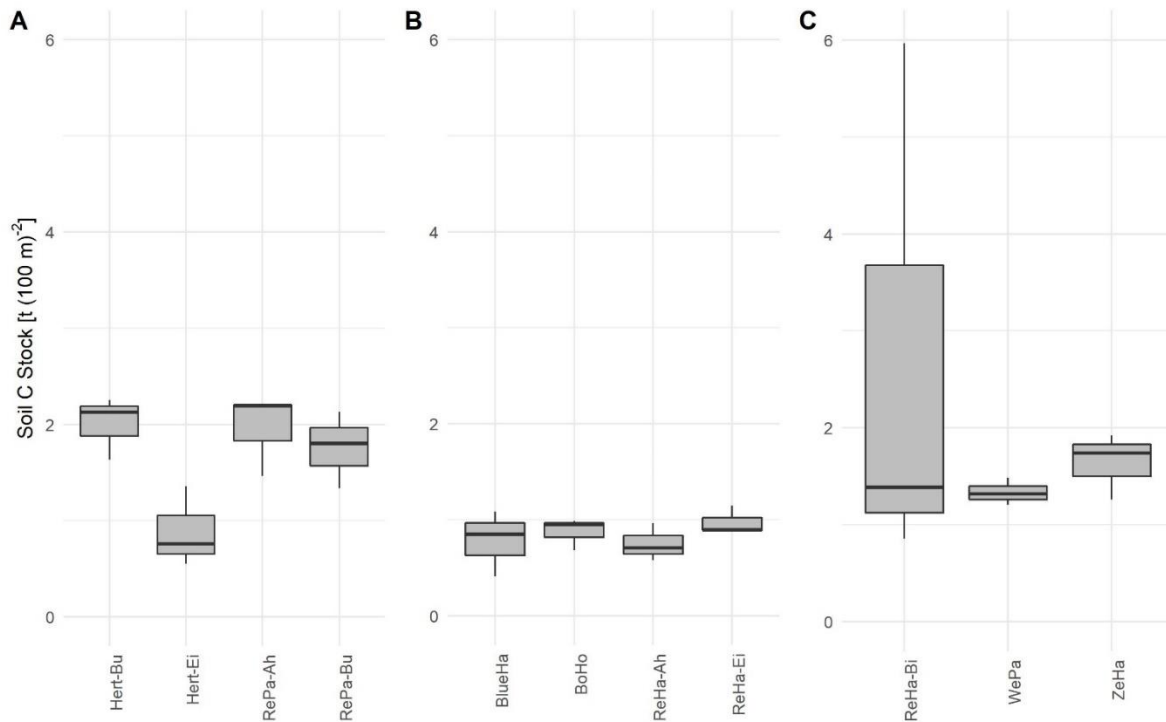 A
B
C
Soil C Stock [t (100 m)⁻²]
6
4
2
0
Hert-Bu
Hert-Ei
RePa-Ah
RePa-Bu
6
4
2
0
BlueHa
BoHo
ReHa-Ah
ReHa-Ei
6
4
2
0
ReHa-Bi
WePa
ZeHa